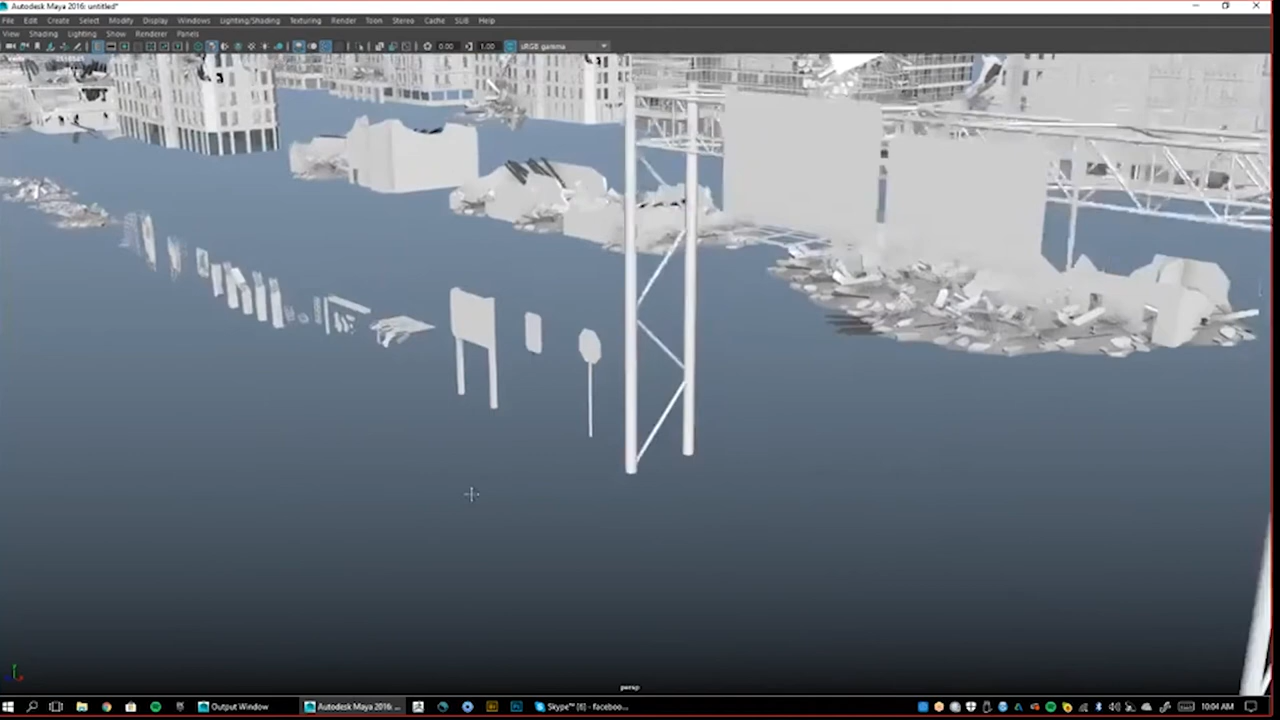 Autodesk Maya 2016: untitled*
File Edit Create Select Modify Display Windows Lighting/Shading Texturing Render Toon Stereo Cache SUB Help
View Shading Lighting Show Renderer Panels
0.00 1.00 sRGB gamma
persp
Output Window Autodesk Maya 2016: ... Skype™ [6] - faceboo... 10:04 AM